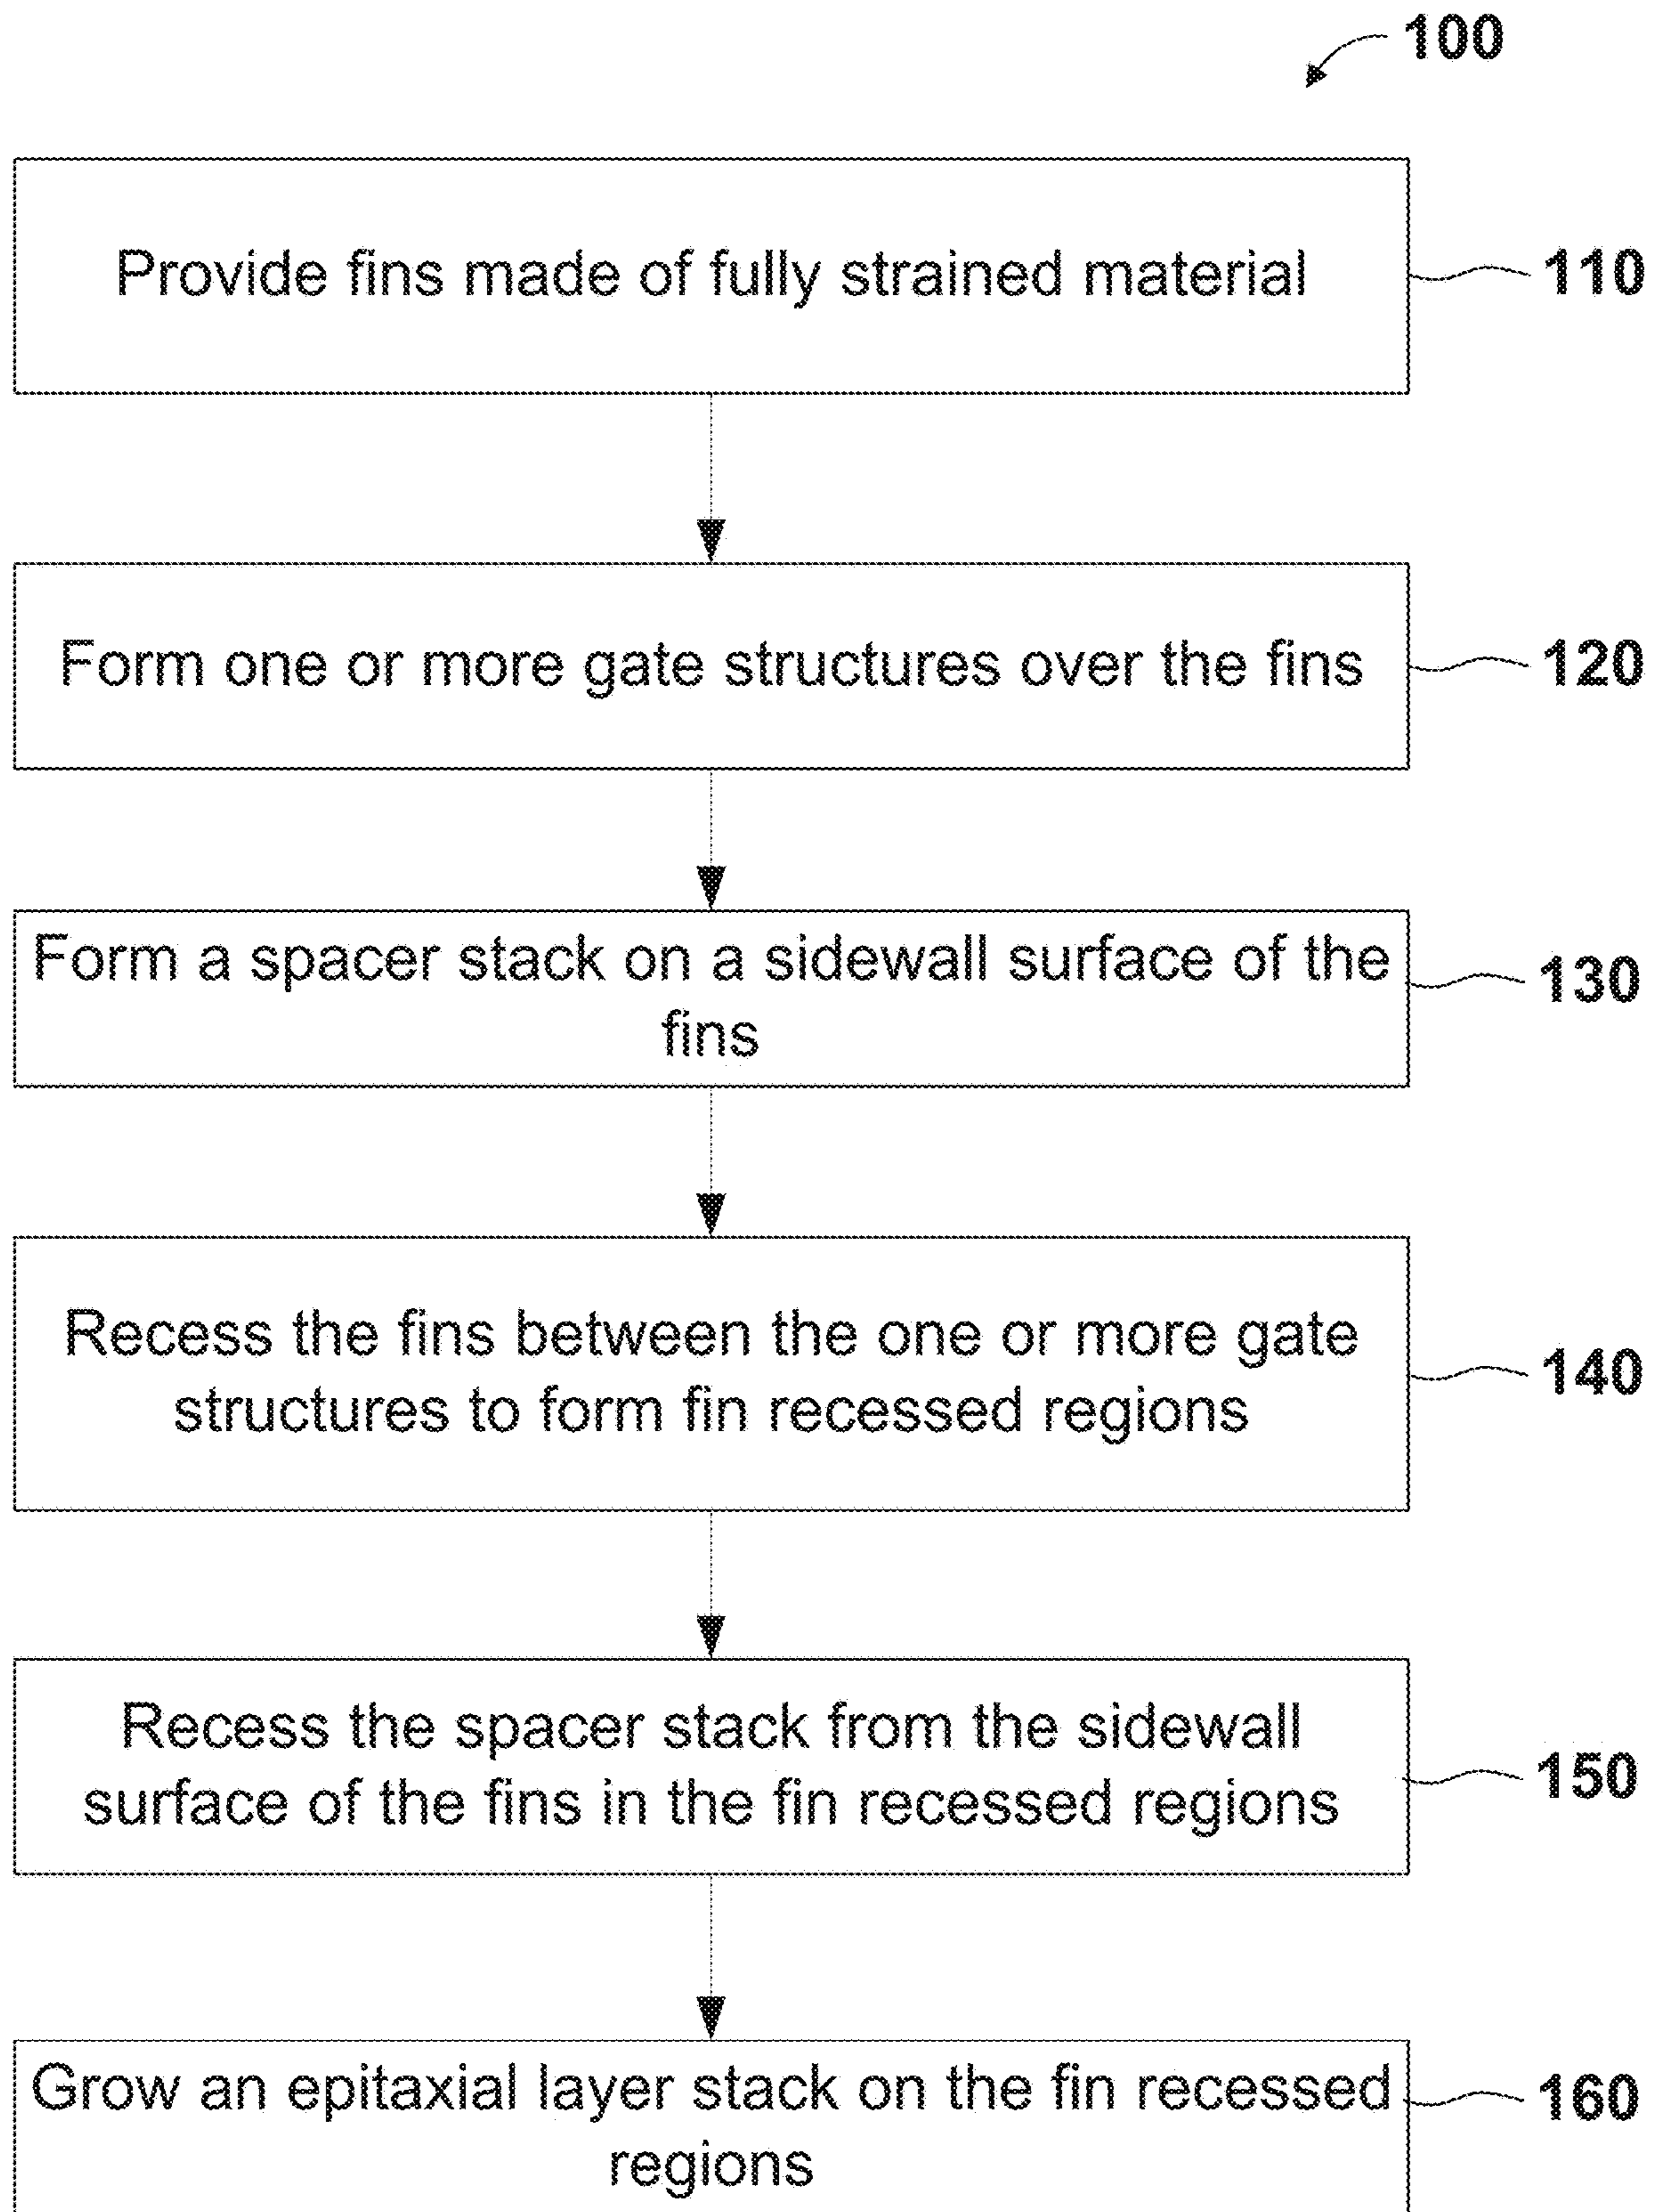 100
Provide fins made of fully strained material
110
Form one or more gate structures over the fins
120
Form a spacer stack on a sidewall surface of the
fins
130
Recess the fins between the one or more gate
structures to form fin recessed regions
140
Recess the spacer stack from the sidewall
surface of the fins in the fin recessed regions
150
Grow an epitaxial layer stack on the fin recessed
regions
160